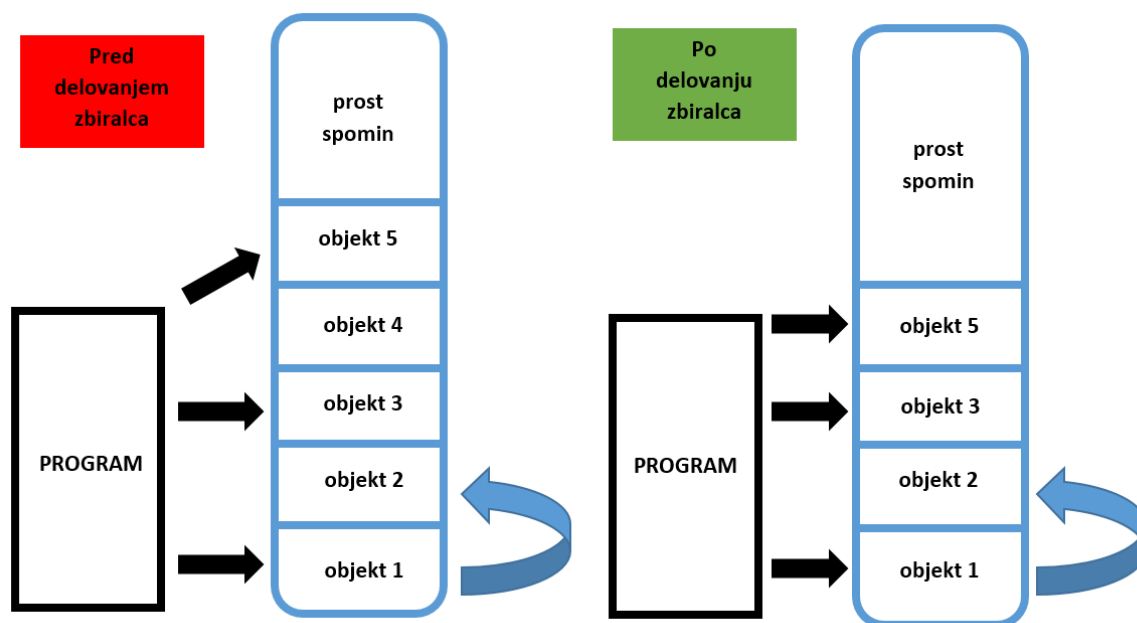 Pred
delovanjem
zbiralca
prost
spomin
objekt 5
objekt 4
objekt 3
objekt 2
objekt 1
PROGRAM
Po
delovanju
zbiralca
prost
spomin
objekt 5
objekt 3
objekt 2
objekt 1
PROGRAM